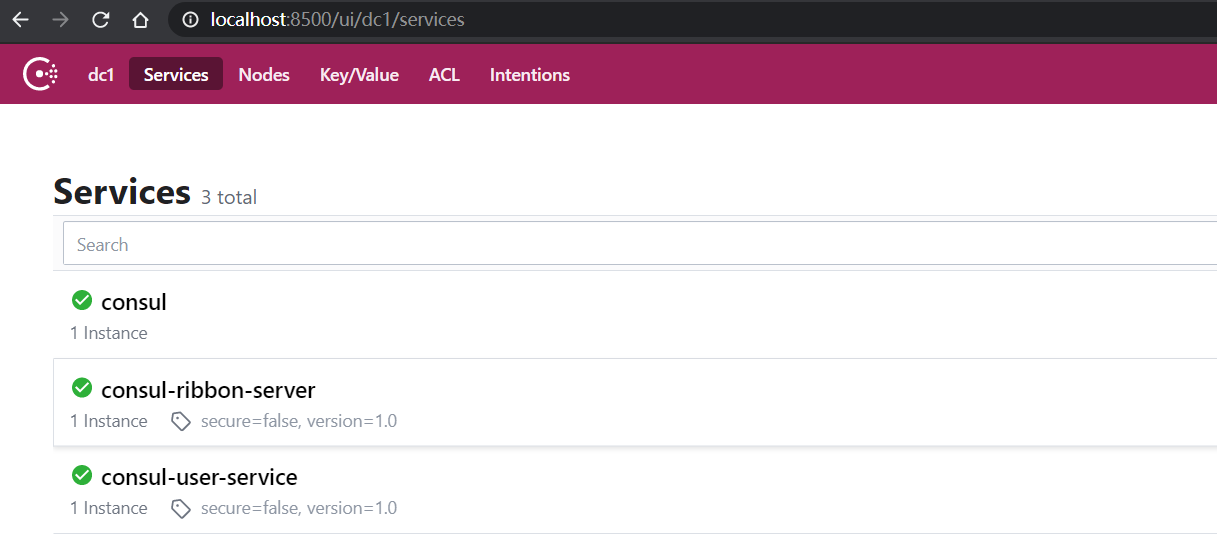 localhost:8500/ui/dc1/services
dc1 Services Nodes Key/Value ACL Intentions
Services 3 total
Search
consul
1 Instance
consul-ribbon-server
1 Instance secure=false, version=1.0
consul-user-service
1 Instance secure=false, version=1.0